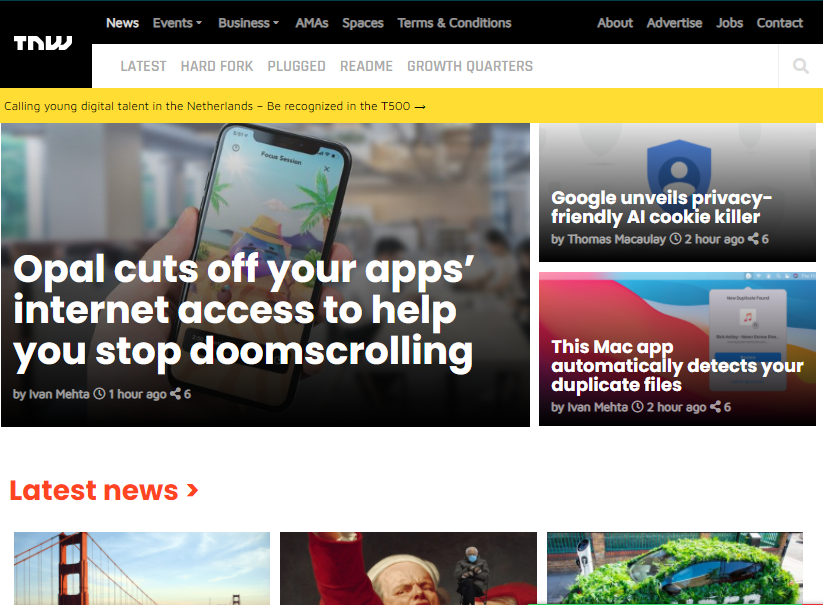 TNW
News Events Business AMAs Spaces Terms & Conditions About Advertise Jobs Contact
LATEST HARD FORK PLUGGED README GROWTH QUARTERS
Calling young digital talent in the Netherlands – Be recognized in the T500 →
Focus Session
Opal cuts off your apps’
internet access to help
you stop doomscrolling
by Ivan Mehta 1 hour ago 6
Google unveils privacy-
friendly AI cookie killer
by Thomas Macaulay 2 hour ago 6
New Duplicate Found
This Mac app
automatically detects your
duplicate files
by Ivan Mehta 2 hour ago 6
Latest news >